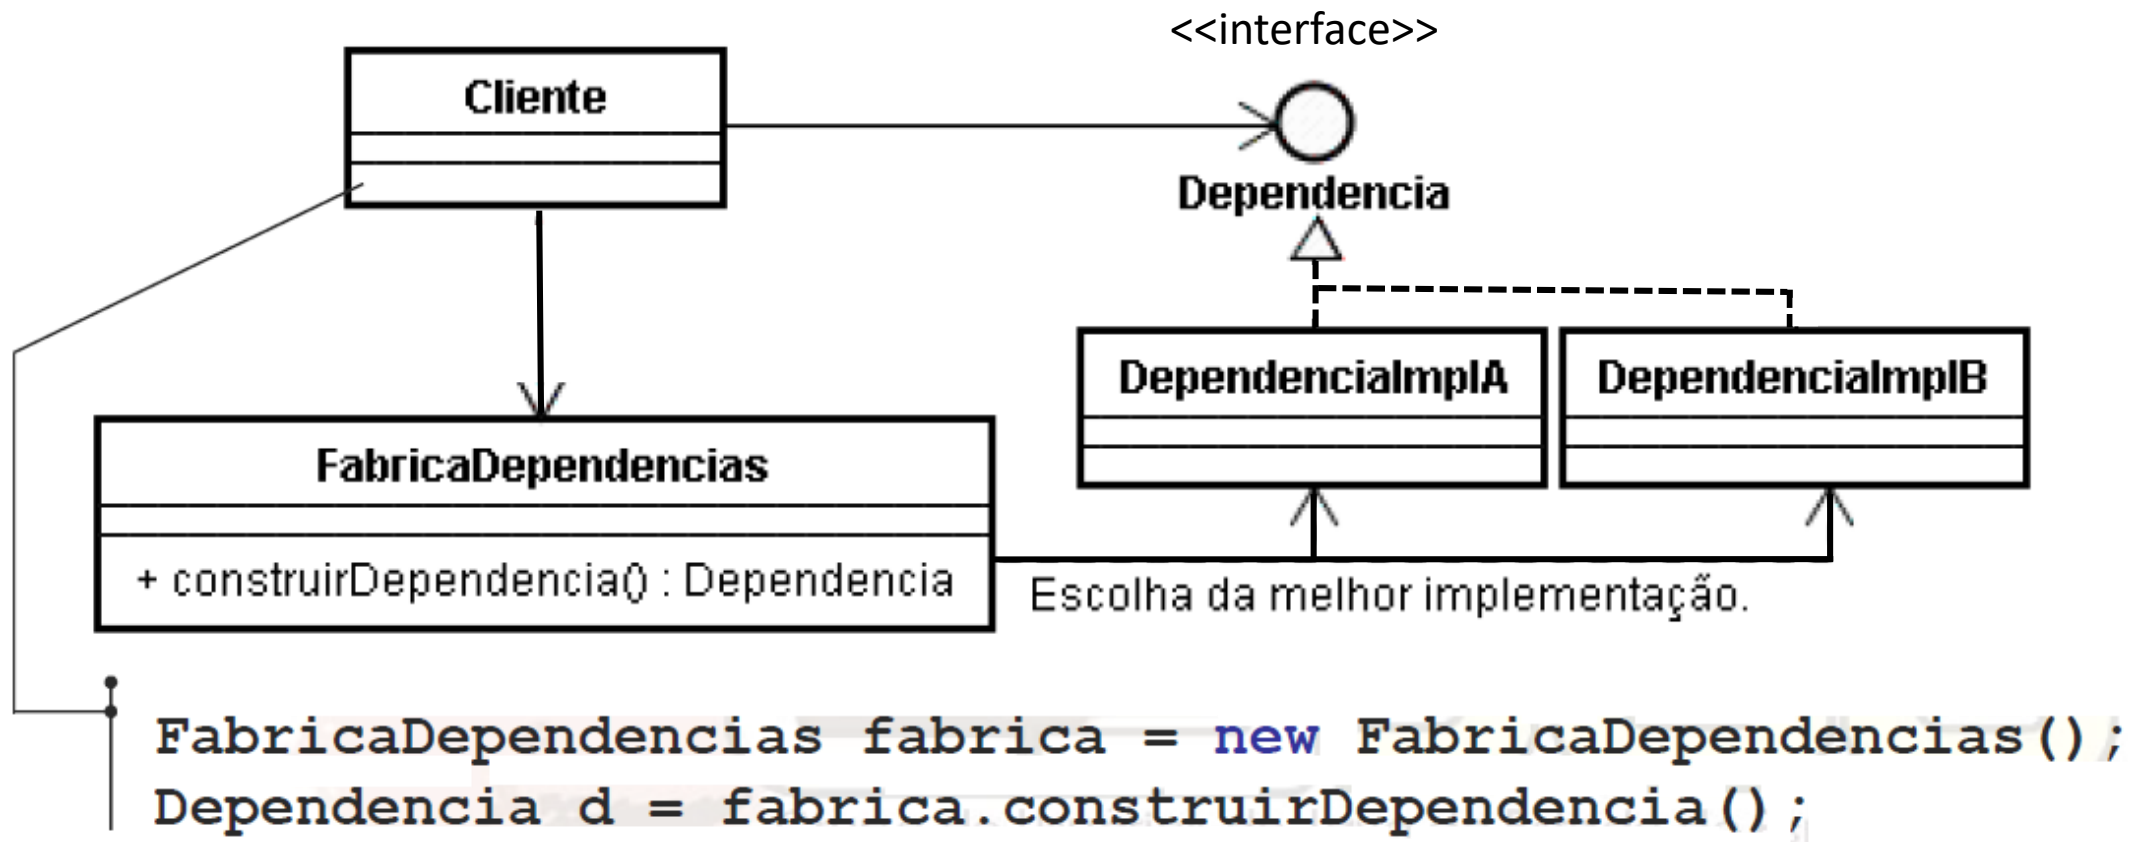 <<interface>>
Cliente
Dependencia
DependenciaImplA
DependenciaImplB
FabricaDependencias
+ construirDependencia() : Dependencia
Escolha da melhor implementação.
FabricaDependencias fabrica = new FabricaDependencias();
Dependencia d = fabrica.construirDependencia();